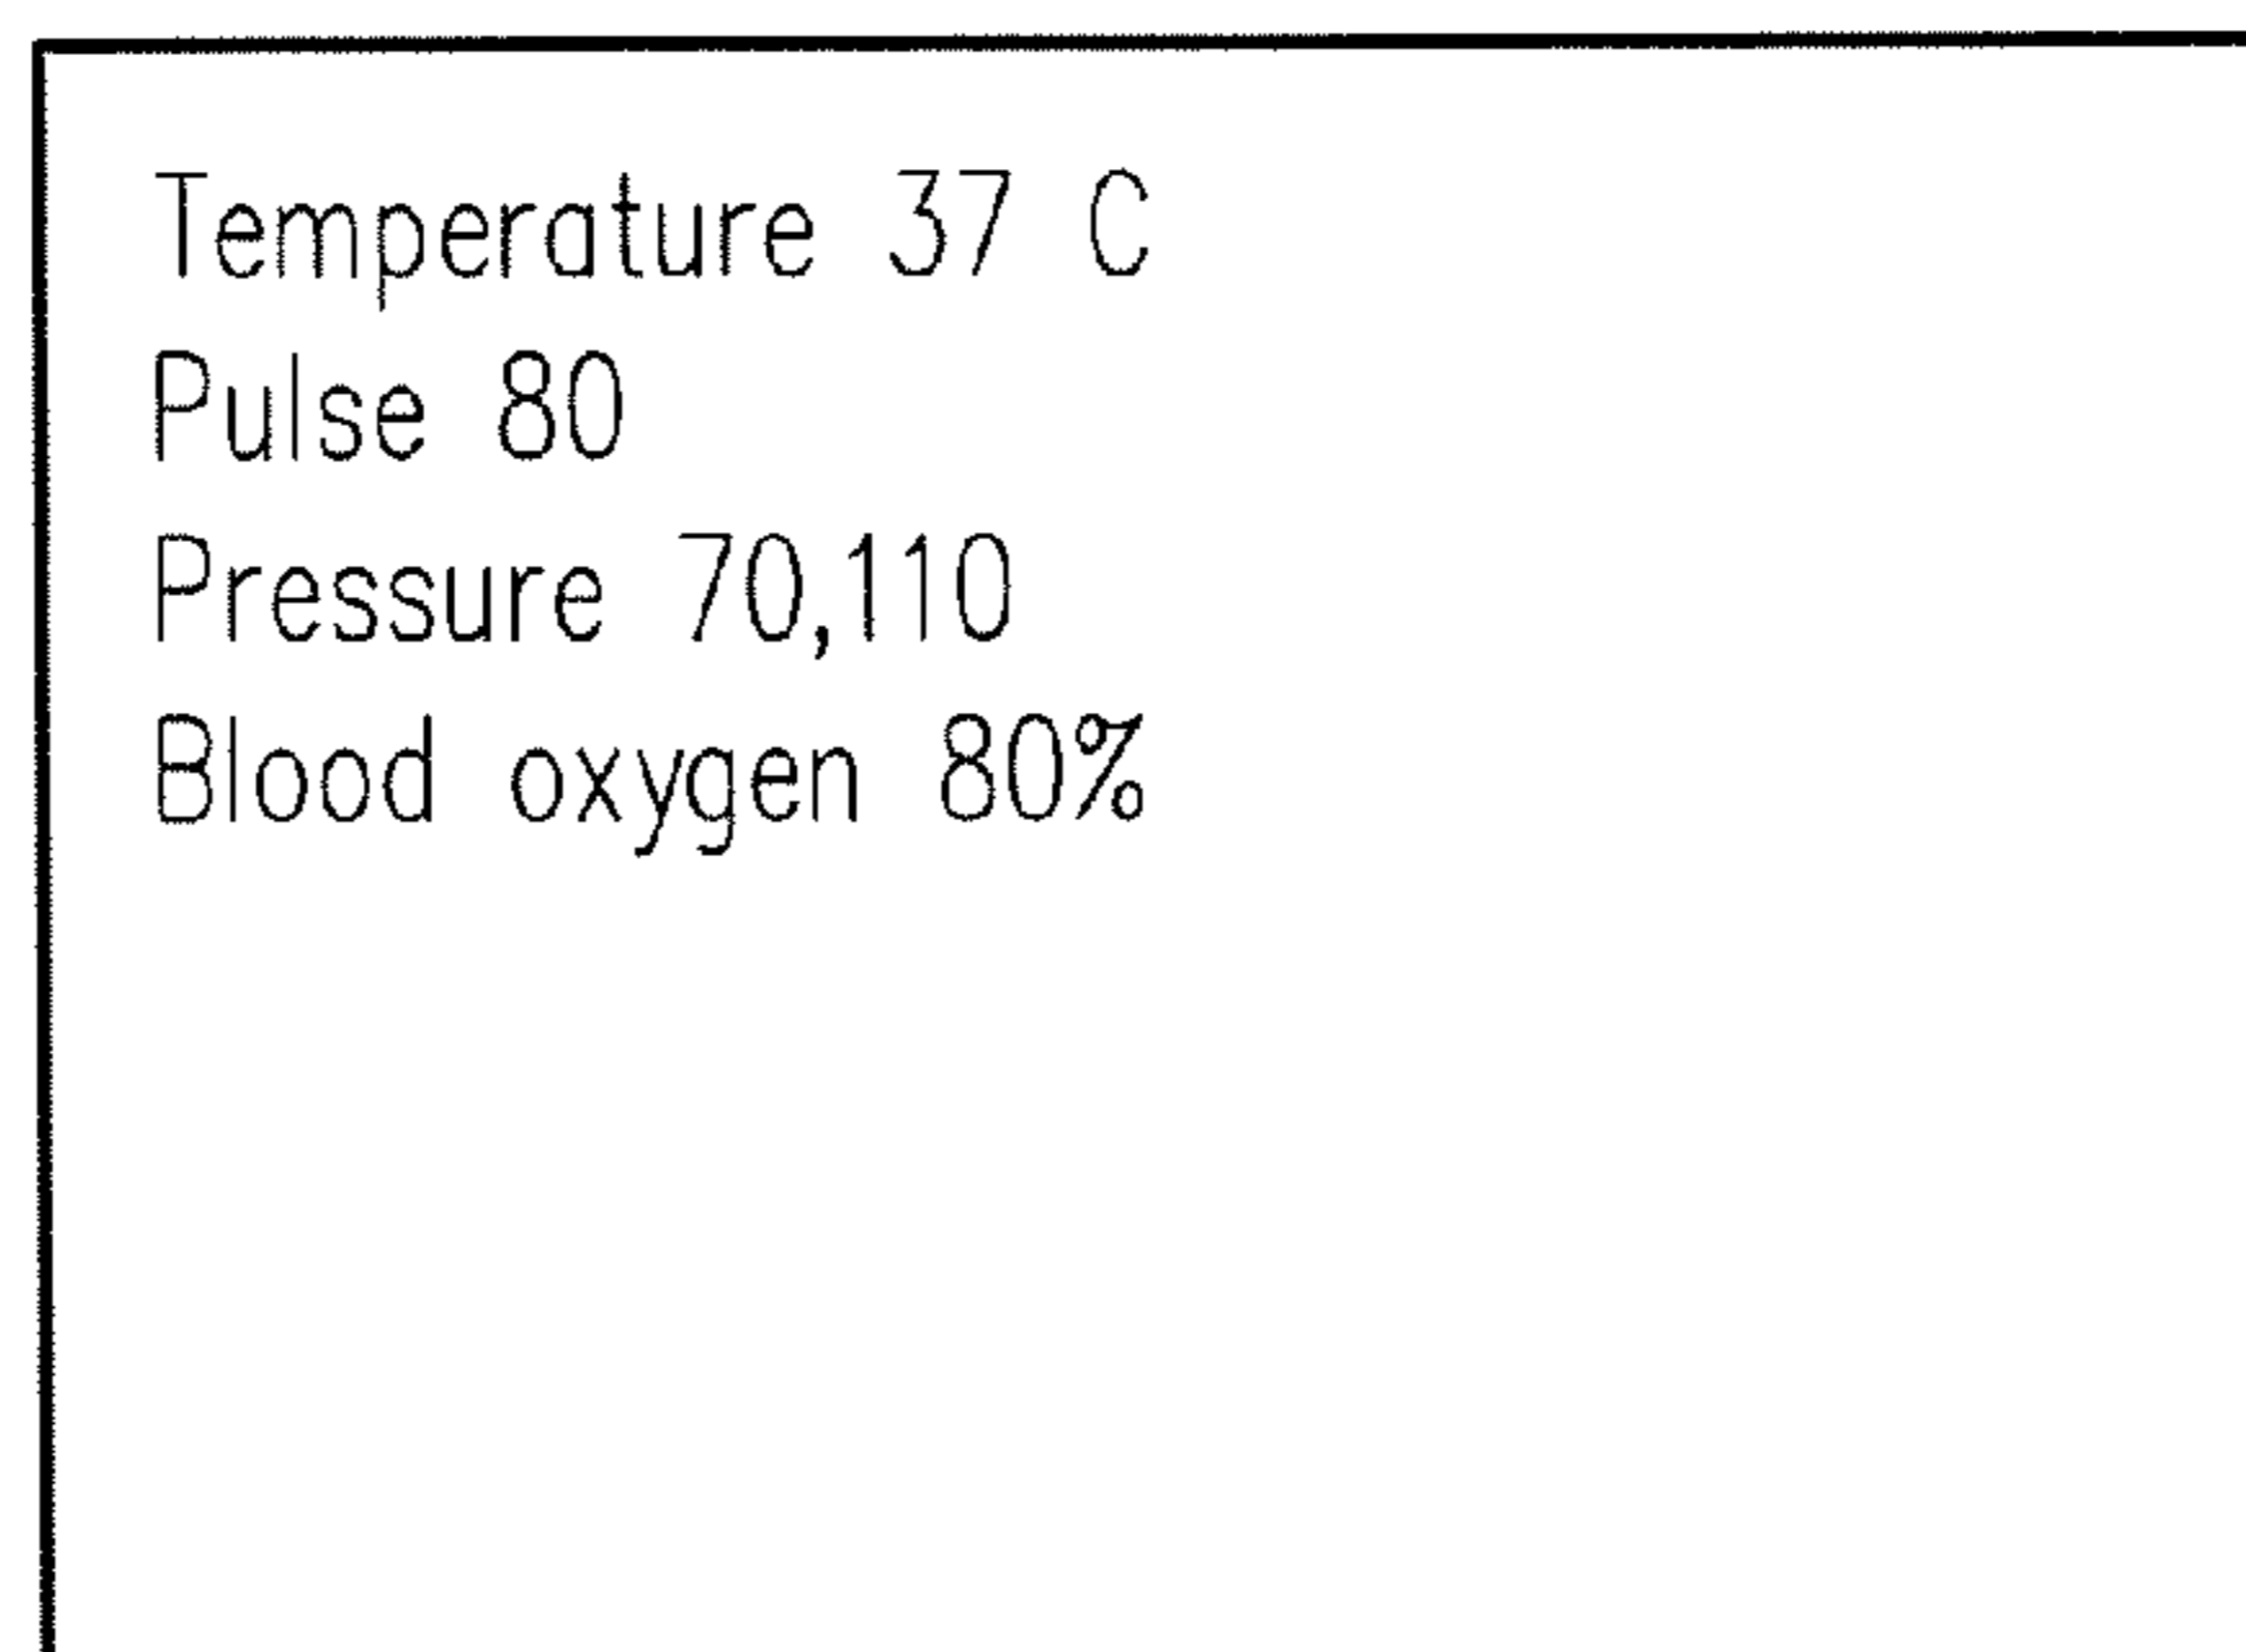 Temperature 37 C
Pulse 80
Pressure 70,110
Blood oxygen 80%